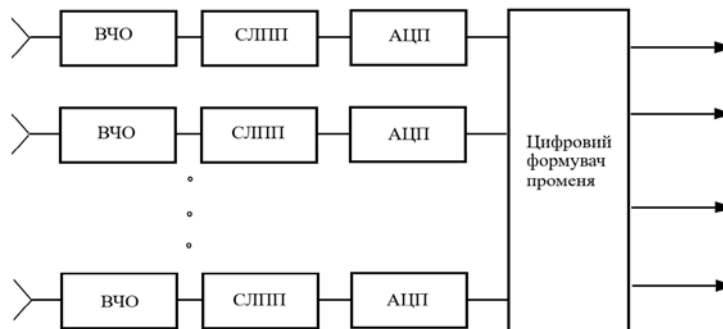 ВЧО СЛПП АЦП
ВЧО СЛПП АЦП
Цифровий
формувач
променя
ВЧО СЛПП АЦП